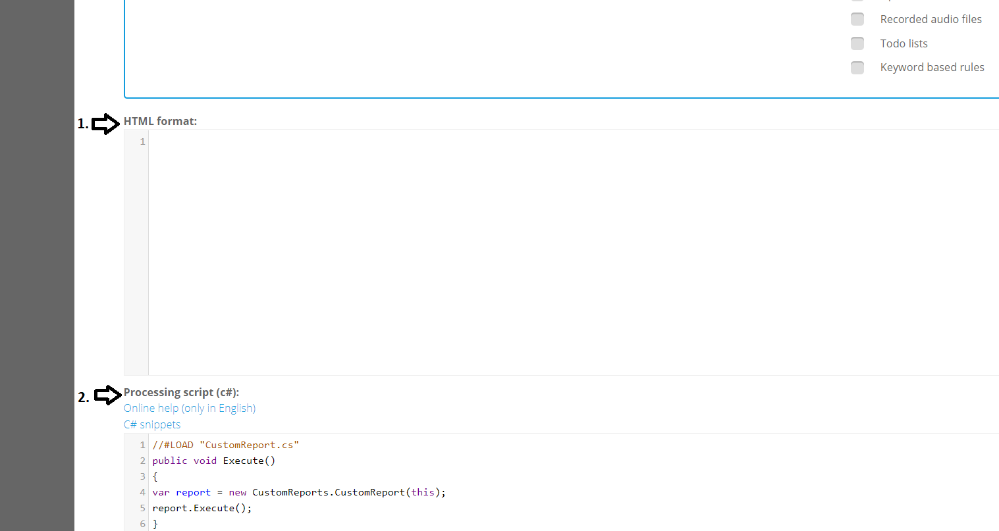 Recorded audio files
Todo lists
Keyword based rules
1.
HTML format:
1
2.
Processing script (c#):
Online help (only in English)
C# snippets
1 //#LOAD "CustomReport.cs"
2 public void Execute()
3 {
4 var report = new CustomReports.CustomReport(this);
5 report.Execute();
6 }